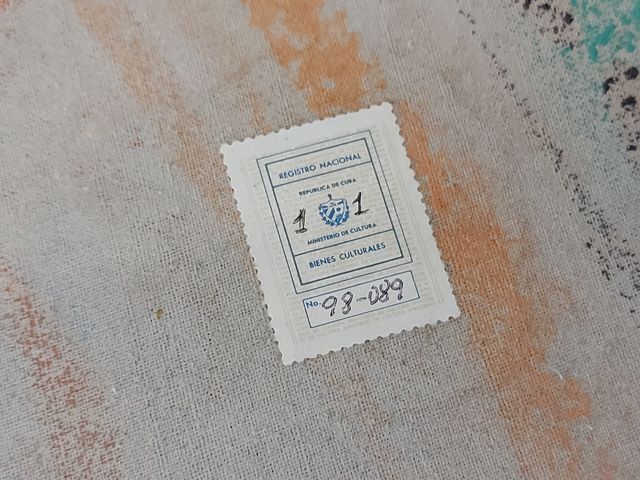 REGISTRO NACIONAL
REPUBLICA DE CUBA
1 1
MINISTERIO DE CULTURA
BIENES CULTURALES
No. 98-089